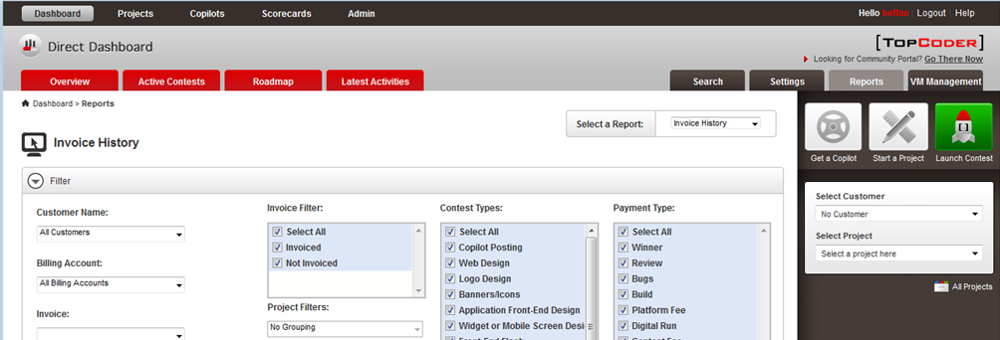 Dashboard Projects Copilots Scorecards Admin
Hello heffan | Logout | Help
Direct Dashboard
[TOPCODER]
Looking for Community Portal? Go There Now
Overview Active Contests Roadmap Latest Activities Search Settings Reports VM Management
Dashboard > Reports
Select a Report: Invoice History
Invoice History
Get a Copilot Start a Project Launch Contest
Filter
Select Customer
No Customer
Select Project
Select a project here
All Projects
Customer Name:
All Customers
Billing Account:
All Billing Accounts
Invoice:
Invoice Filter:
Select All
Invoiced
Not Invoiced
Project Filters:
No Grouping
Contest Types:
Select All
Copilot Posting
Web Design
Logo Design
Banners/Icons
Application Front-End Design
Widget or Mobile Screen Desi
Front-End Flash
Payment Type:
Select All
Winner
Review
Bugs
Build
Platform Fee
Digital Run
Contest Fee